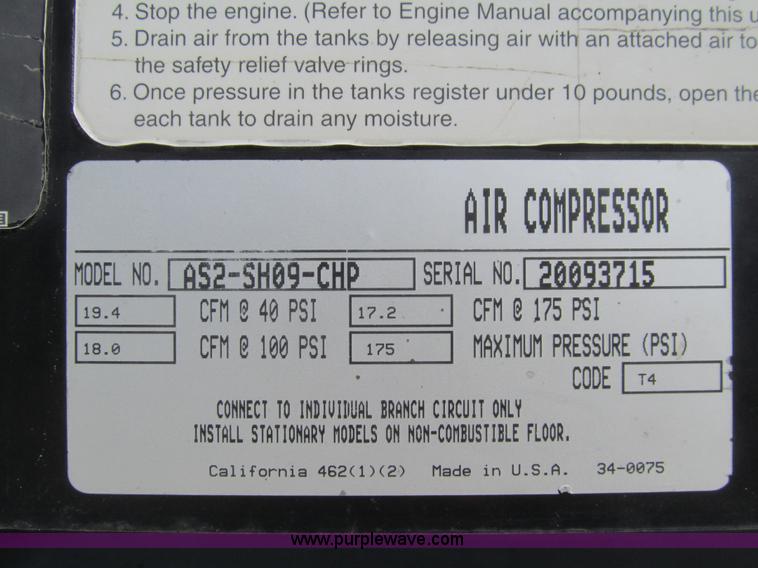 4. Stop the engine. (Refer to Engine Manual accompanying this u
5. Drain air from the tanks by releasing air with an attached air to
the safety relief valve rings.
6. Once pressure in the tanks register under 10 pounds, open the
each tank to drain any moisture.
AIR COMPRESSOR
MODEL NO. AS2-SH09-CHP SERIAL NO. 20093715
19.4 CFM @ 40 PSI 17.2 CFM @ 175 PSI
18.0 CFM @ 100 PSI 175 MAXIMUM PRESSURE (PSI)
CODE T4
CONNECT TO INDIVIDUAL BRANCH CIRCUIT ONLY
INSTALL STATIONARY MODELS ON NON-COMBUSTIBLE FLOOR.
California 462(1)(2) Made in U.S.A. 34-0075
www.purplewave.com